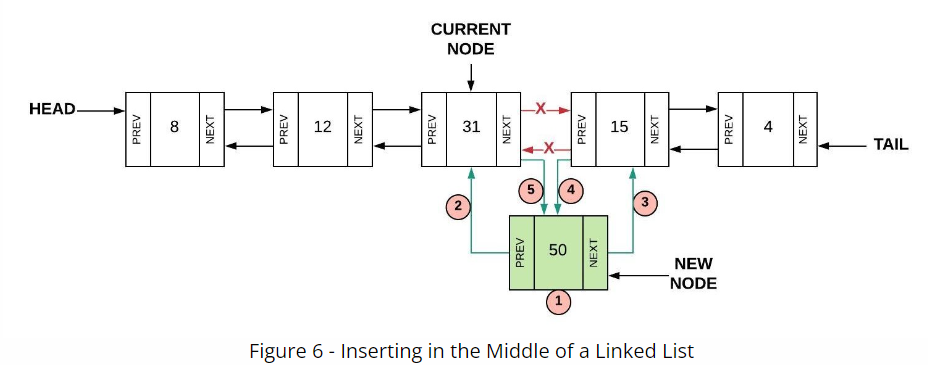 CURRENT
NODE
HEAD
PREV 8 NEXT
PREV 12 NEXT
PREV 31 NEXT
X
X
PREV 15 NEXT
PREV 4 NEXT
TAIL
2
5
4
3
PREV 50 NEXT
1
NEW
NODE
Figure 6 - Inserting in the Middle of a Linked List